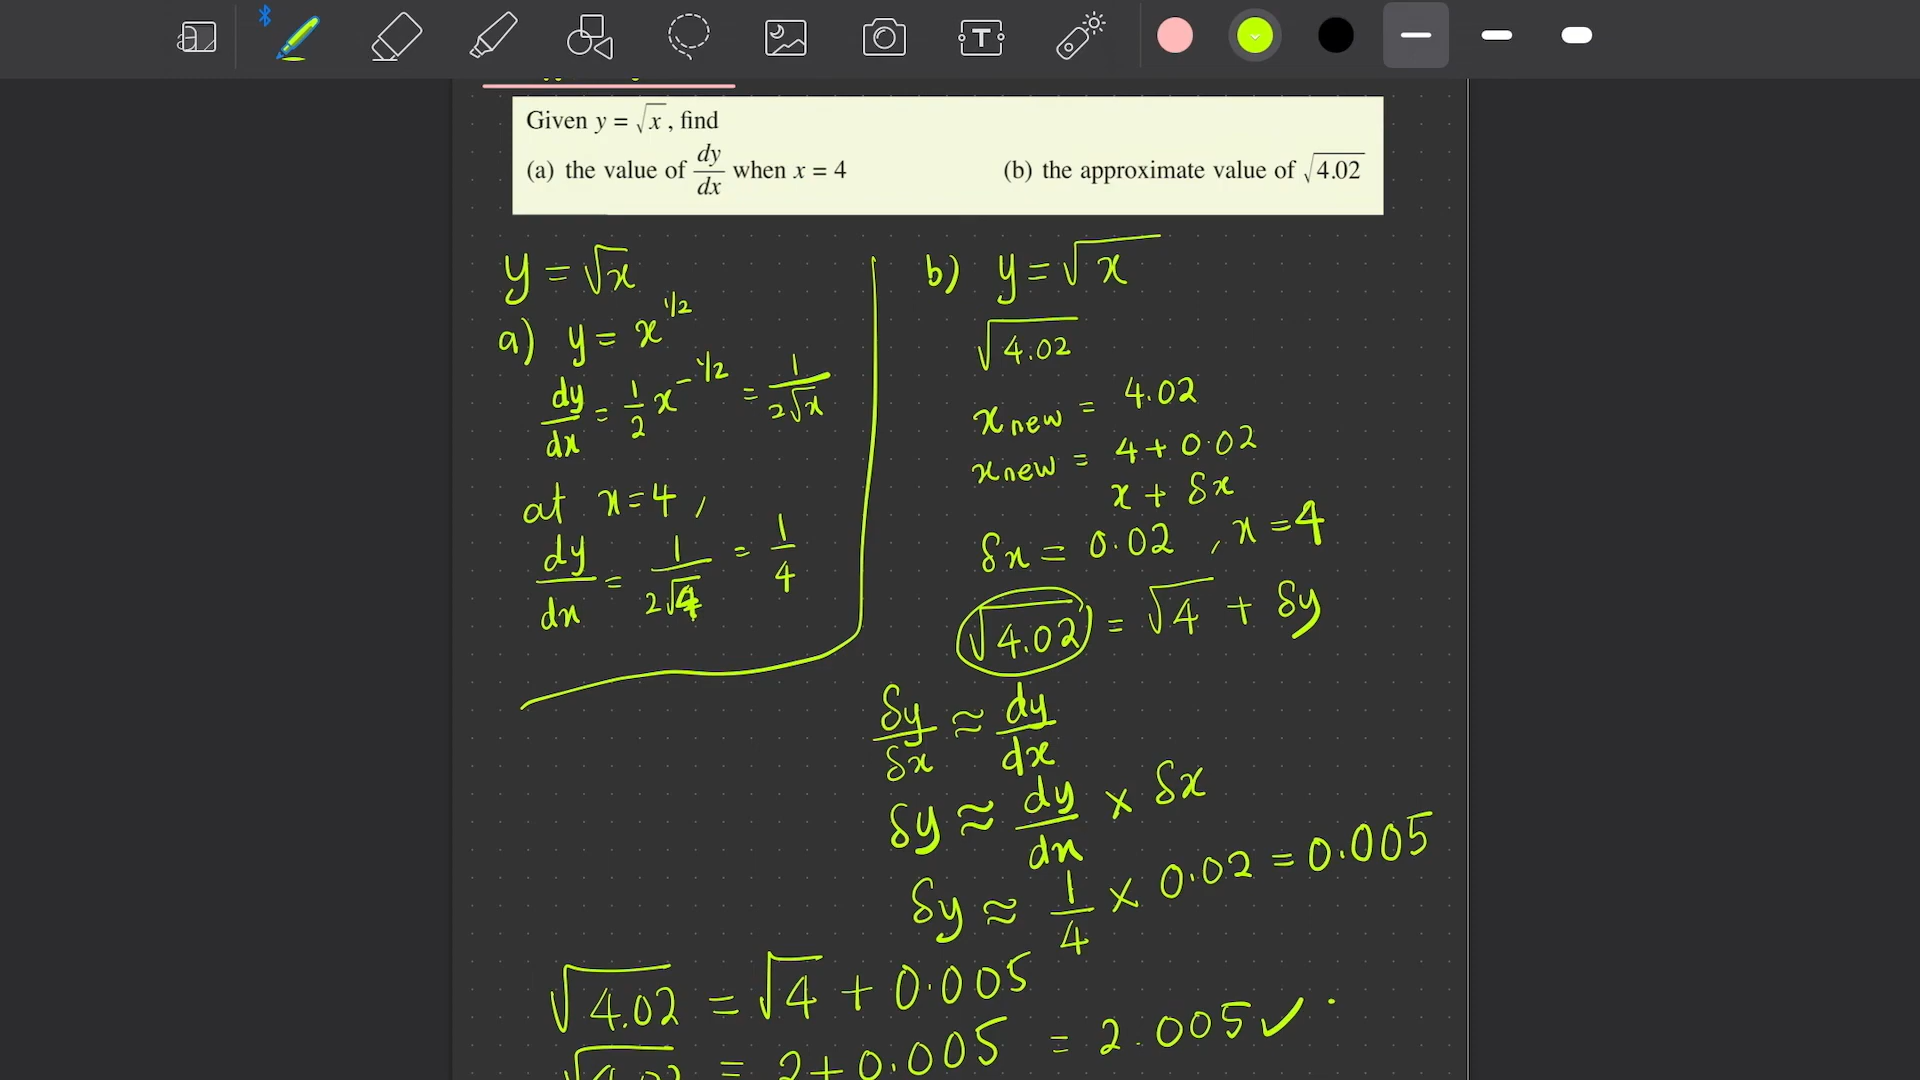 Given y = √x, find
(a) the value of dy/dx when x = 4
(b) the approximate value of √4.02
y = √x
a) y = x^1/2
dy/dx = 1/2 x^-1/2 = 1/2√x
at x=4,
dy/dx = 1/2√4 = 1/4
b) y = √x
√4.02
x new = 4.02
x new = 4+0.02
x + δx
δx = 0.02, x = 4
√4.02 = √4 + δy
δy/δx ≈ dy/dx
δy ≈ dy/dx × δx
δy ≈ 1/4 × 0.02 = 0.005
√4.02 = √4 + 0.005
√4.02 = 2+0.005 = 2.005✓